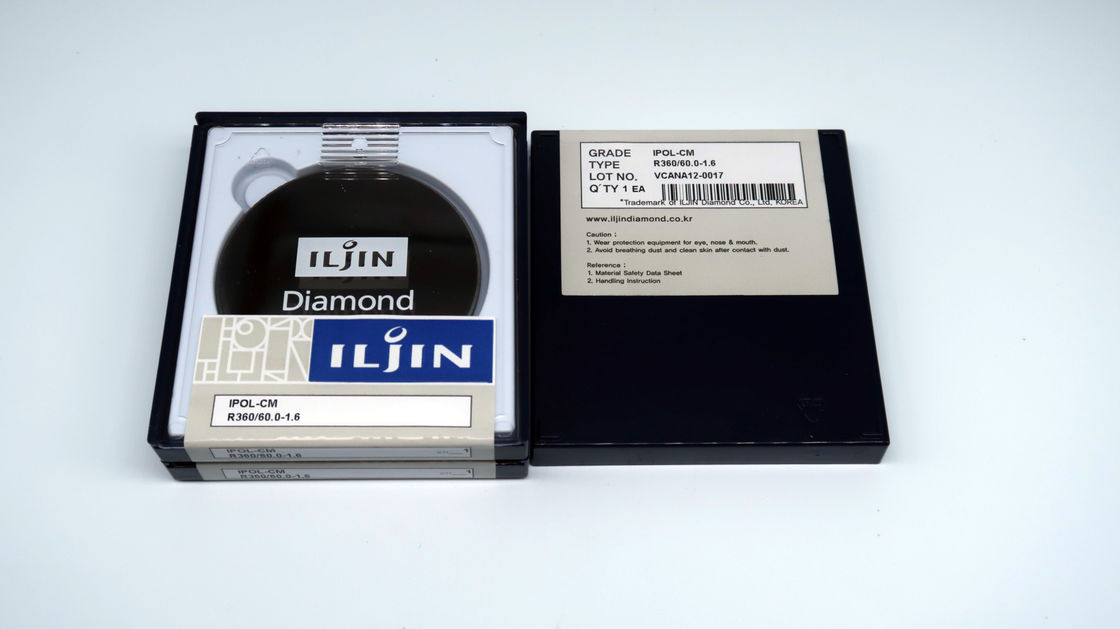 ILJIN
Diamond
ILJIN
IPOL-CM
R360/60.0-1.6
IPOL-CM
R360/60.0-1.6
1
IPOL-CM
R360/60.0-1.6
1
GRADE IPOL-CM
TYPE R360/60.0-1.6
LOT NO. VCANA12-0017
Q'TY 1 EA
*Trademark of ILJIN Diamond Co., Ltd, KOREA
www.iljindiamond.co.kr
Caution :
1. Wear protection equipment for eye, nose & mouth.
2. Avoid breathing dust and clean skin after contact with dust.
Reference :
1. Material Safety Data Sheet
2. Handling Instruction